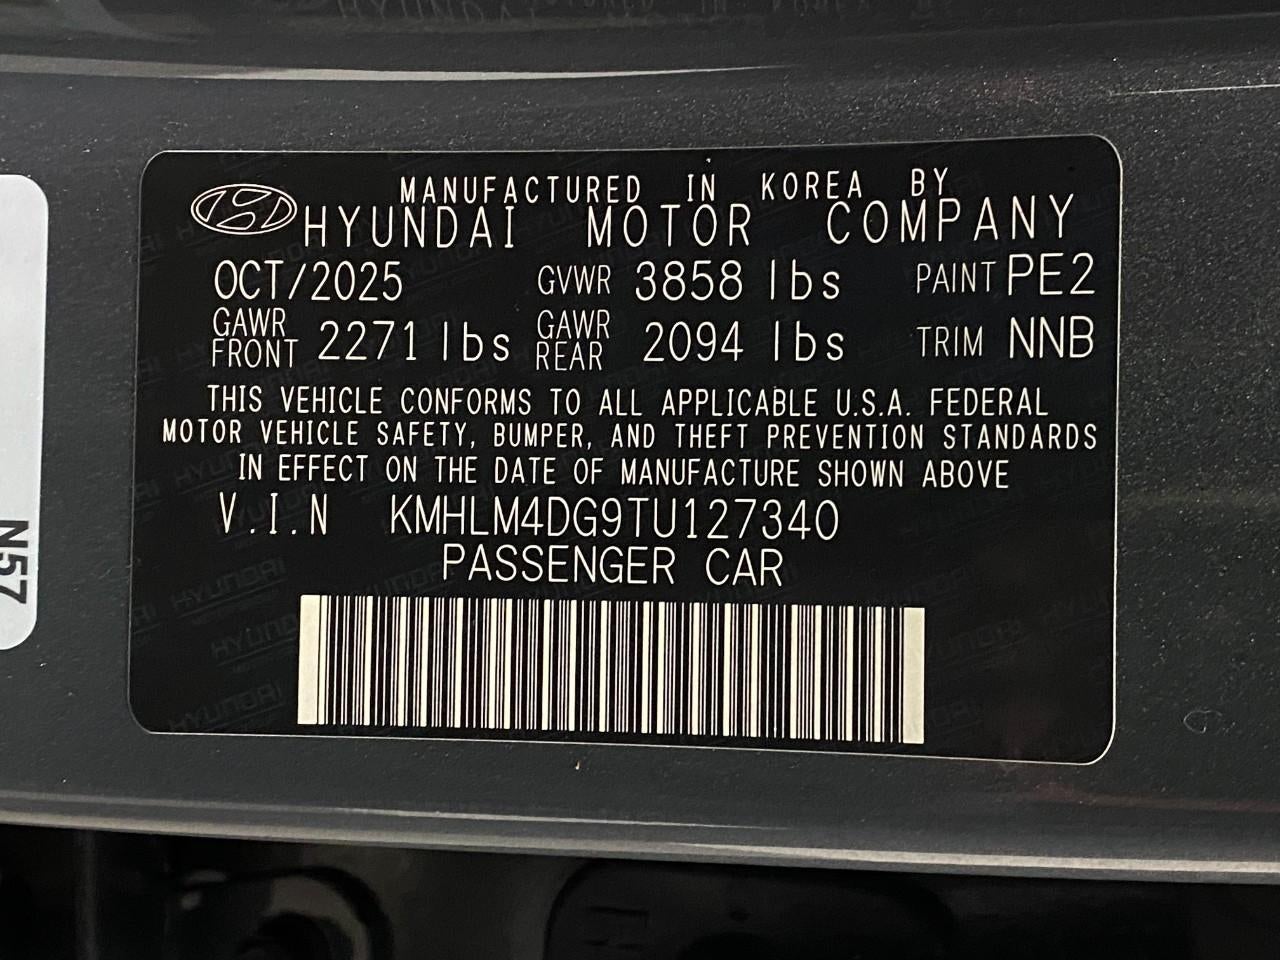 MANUFACTURED IN KOREA BY
HYUNDAI MOTOR COMPANY
OCT/2025 GVWR 3858 lbs PAINT PE2
GAWR FRONT 2271 lbs GAWR REAR 2094 lbs TRIM NNB
THIS VEHICLE CONFORMS TO ALL APPLICABLE U.S.A. FEDERAL
MOTOR VEHICLE SAFETY, BUMPER, AND THEFT PREVENTION STANDARDS
IN EFFECT ON THE DATE OF MANUFACTURE SHOWN ABOVE
V.I.N KMHLM4DG9TU127340
PASSENGER CAR
N57